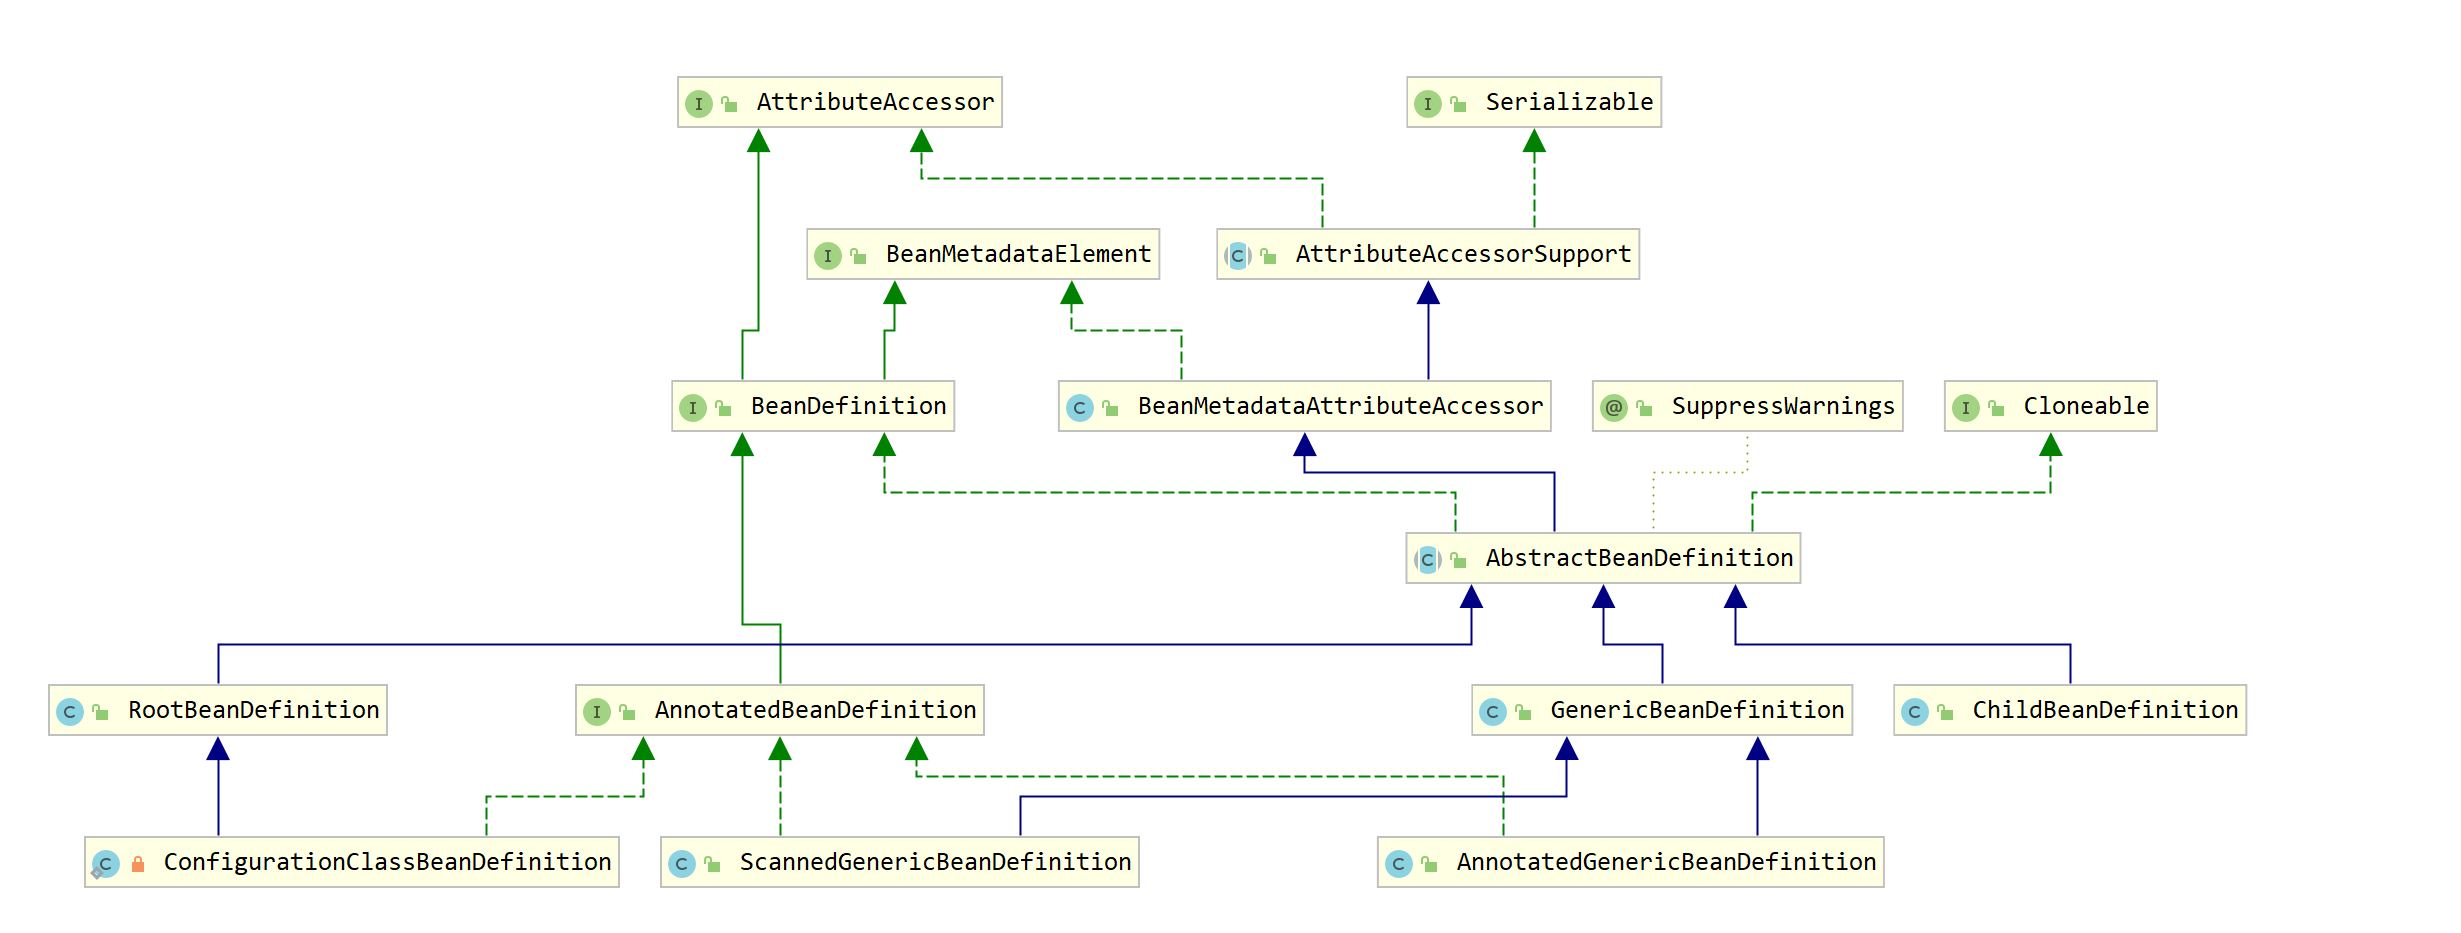 AttributeAccessor
Serializable
BeanMetadataElement
AttributeAccessorSupport
BeanDefinition
BeanMetadataAttributeAccessor
SuppressWarnings
Cloneable
AbstractBeanDefinition
RootBeanDefinition
AnnotatedBeanDefinition
GenericBeanDefinition
ChildBeanDefinition
ConfigurationClassBeanDefinition
ScannedGenericBeanDefinition
AnnotatedGenericBeanDefinition